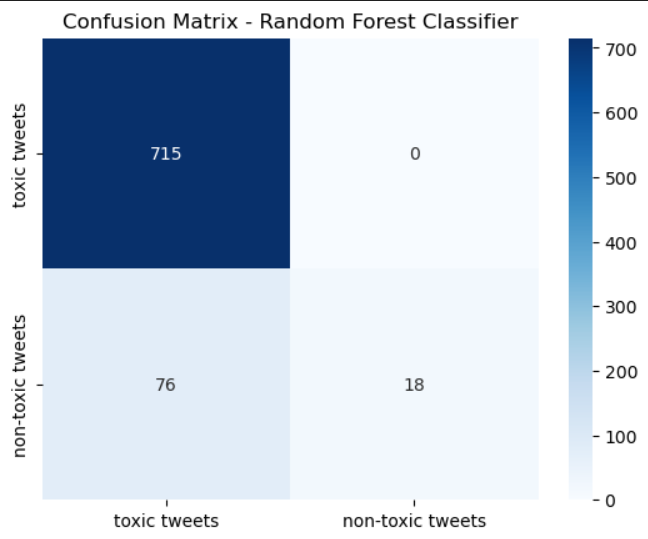 Confusion Matrix - Random Forest Classifier
toxic tweets
715
0
non-toxic tweets
76
18
toxic tweets
non-toxic tweets
700
600
500
400
300
200
100
0